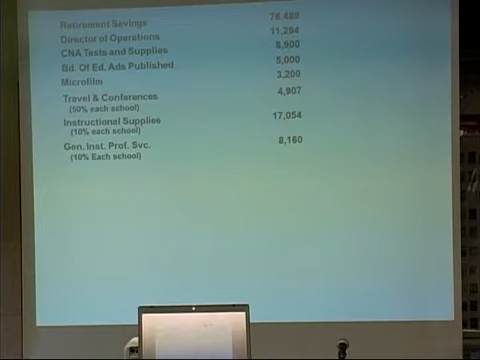 Retirement Savings 76,489
Director of Operations 11,294
CNA Tests and Supplies 8,900
Bd. Of Ed. Ads Published 5,000
Microfilm 3,200
Travel & Conferences 4,907
(50% each school)
Instructional Supplies 17,054
(10% each school)
Gen. Inst. Prof. Svc. 8,160
(10% Each school)